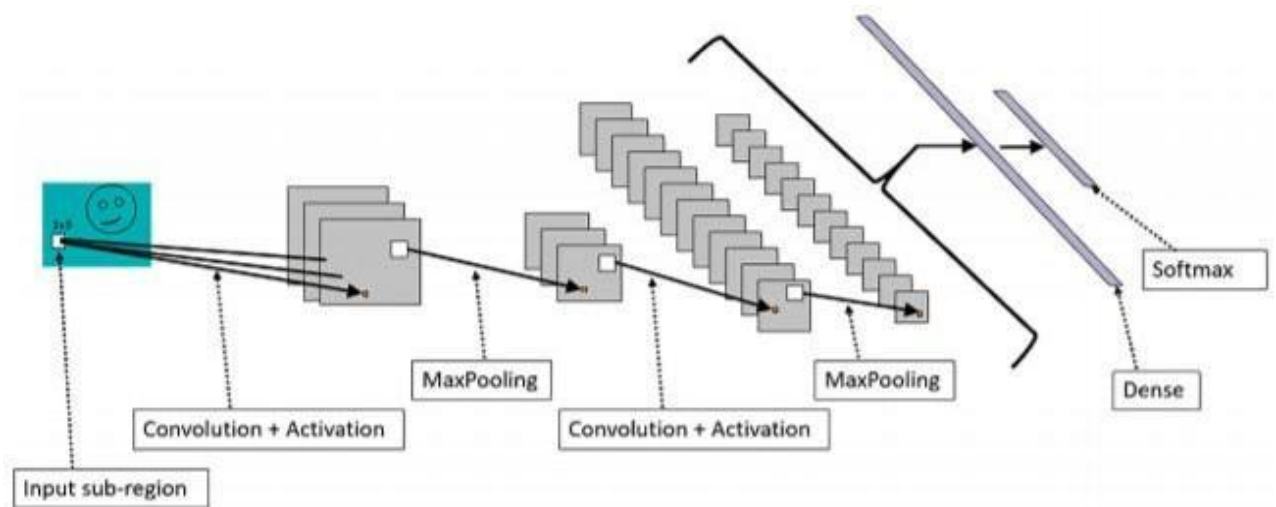 Softmax
MaxPooling
MaxPooling
Dense
Convolution + Activation
Convolution + Activation
Input sub-region